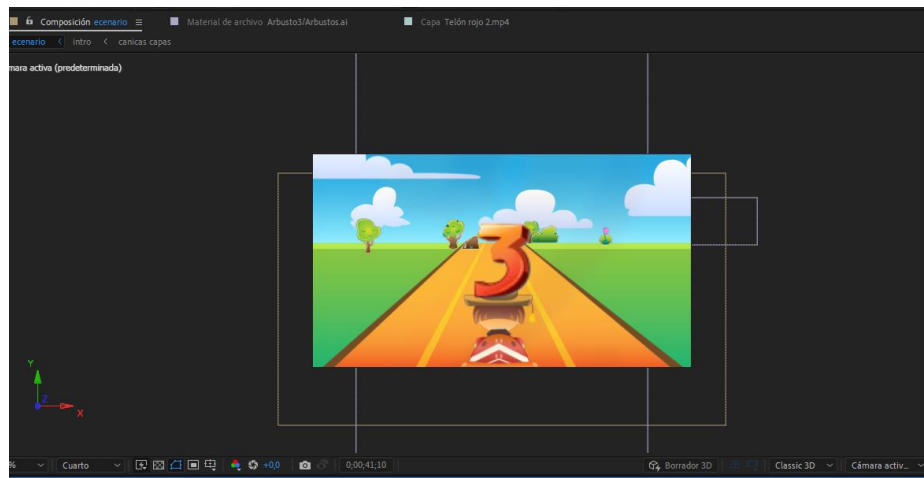 Composición ecenario Material de archivo Arbusto3/Arbustos.ai Capa Telón rojo 2.mp4
ecenario intro canicas capas
mara activa (predeterminada)
3
Y
Z
X
% Cuarto +0,0 0;00;41;10 Borrador 3D Classic 3D Cámara activ...